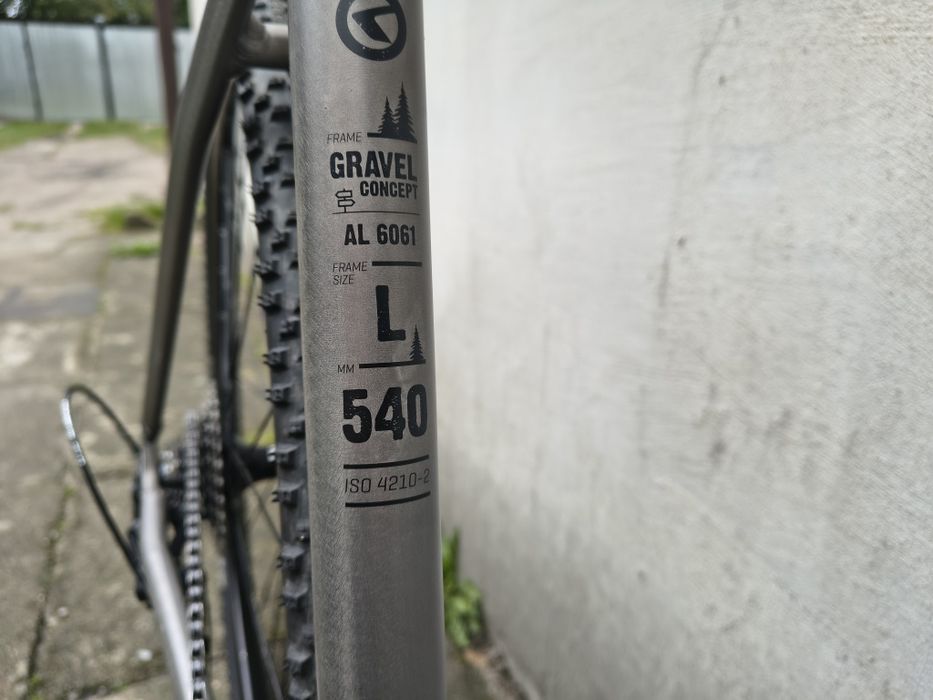 FRAME
GRAVEL
CONCEPT
AL 6061
FRAME
SIZE
L
MM
540
ISO 4210-2